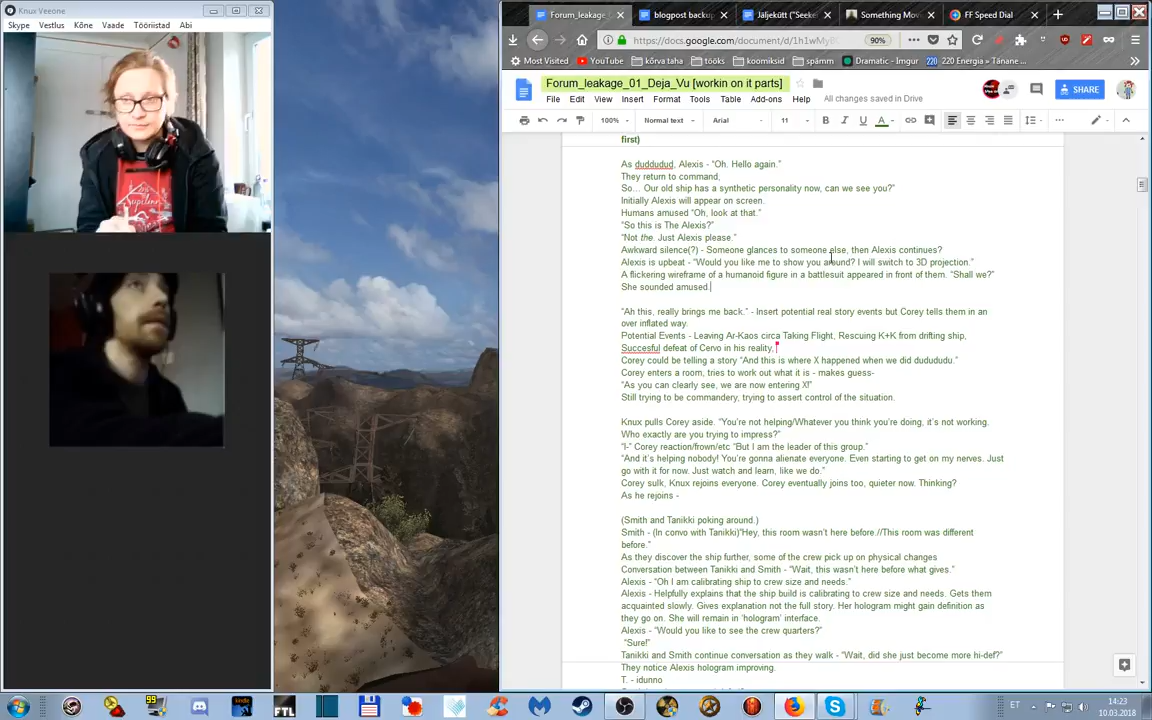 Knux Veeone
Skype Vestlus Kõne Vaade Tööriistad Abi
Forum_leakage_01_Deja_Vu
blogpost backup
Jäljekütt ("Seeke
Something Mov
FF Speed Dial
https://docs.google.com/document/d/1h1wMy
90%
Most Visited YouTube kõrva taha tööks koomiksid spämm Dramatic - Imgur 220 Energia » Tänane
Forum_leakage_01_Deja_Vu [workin on it parts]
File Edit View Insert Format Tools Table Add-ons Help All changes saved in Drive
SHARE
100% Normal text Arial 11 B I U A
first)
As duddudud, Alexis - “Oh. Hello again.”
They return to command;
So… Our old ship has a synthetic personality now, can we see you?”
Initially Alexis will appear on screen.
Humans amused “Oh, look at that.”
“So this is The Alexis?”
“Not the. Just Alexis please.”
Awkward silence(?) - Someone glances to someone else, then Alexis continues?
Alexis is upbeat - “Would you like me to show you around? I will switch to 3D projection.”
A flickering wireframe of a humanoid figure in a battlesuit appeared in front of them. “Shall we?”
She sounded amused.
“Ah this, really brings me back.” - Insert potential real story events but Corey tells them in an
over inflated way.
Potential Events - Leaving Ar-Kaos circa Taking Flight, Rescuing K+K from drifting ship,
Succesful defeat of Cervo in his reality,
Corey could be telling a story “And this is where X happened when we did dudududu.”
Corey enters a room, tries to work out what it is - makes guess-
“As you can clearly see, we are now entering X!”
Still trying to be commandery, trying to assert control of the situation.
Knux pulls Corey aside. “You’re not helping/Whatever you think you’re doing, it’s not working.
Who exactly are you trying to impress?”
“I-” Corey reaction/frown/etc “But I am the leader of this group.”
“And it’s helping nobody! You’re gonna alienate everyone. Even starting to get on my nerves. Just
go with it for now. Just watch and learn, like we do.”
Corey sulk, Knux rejoins everyone. Corey eventually joins too, quieter now. Thinking?
As he rejoins -
(Smith and Tanikki poking around.)
Smith - (In convo with Tanikki)“Hey, this room wasn’t here before.//This room was different
before.”
As they discover the ship further, some of the crew pick up on physical changes
Conversation between Tanikki and Smith - “Wait, this wasn’t here before what gives.”
Alexis - “Oh I am calibrating ship to crew size and needs.”
Alexis - Helpfully explains that the ship build is calibrating to crew size and needs. Gets them
acquainted slowly. Gives explanation not the full story. Her hologram might gain definition as
they go on. She will remain in ‘hologram’ interface.
Alexis - “Would you like to see the crew quarters?”
“Sure!”
Tanikki and Smith continue conversation as they walk - “Wait, did she just become more hi-def?”
They notice Alexis hologram improving.
T. - idunno
99
kindle
FTL
ET
14:23
10.03.2018